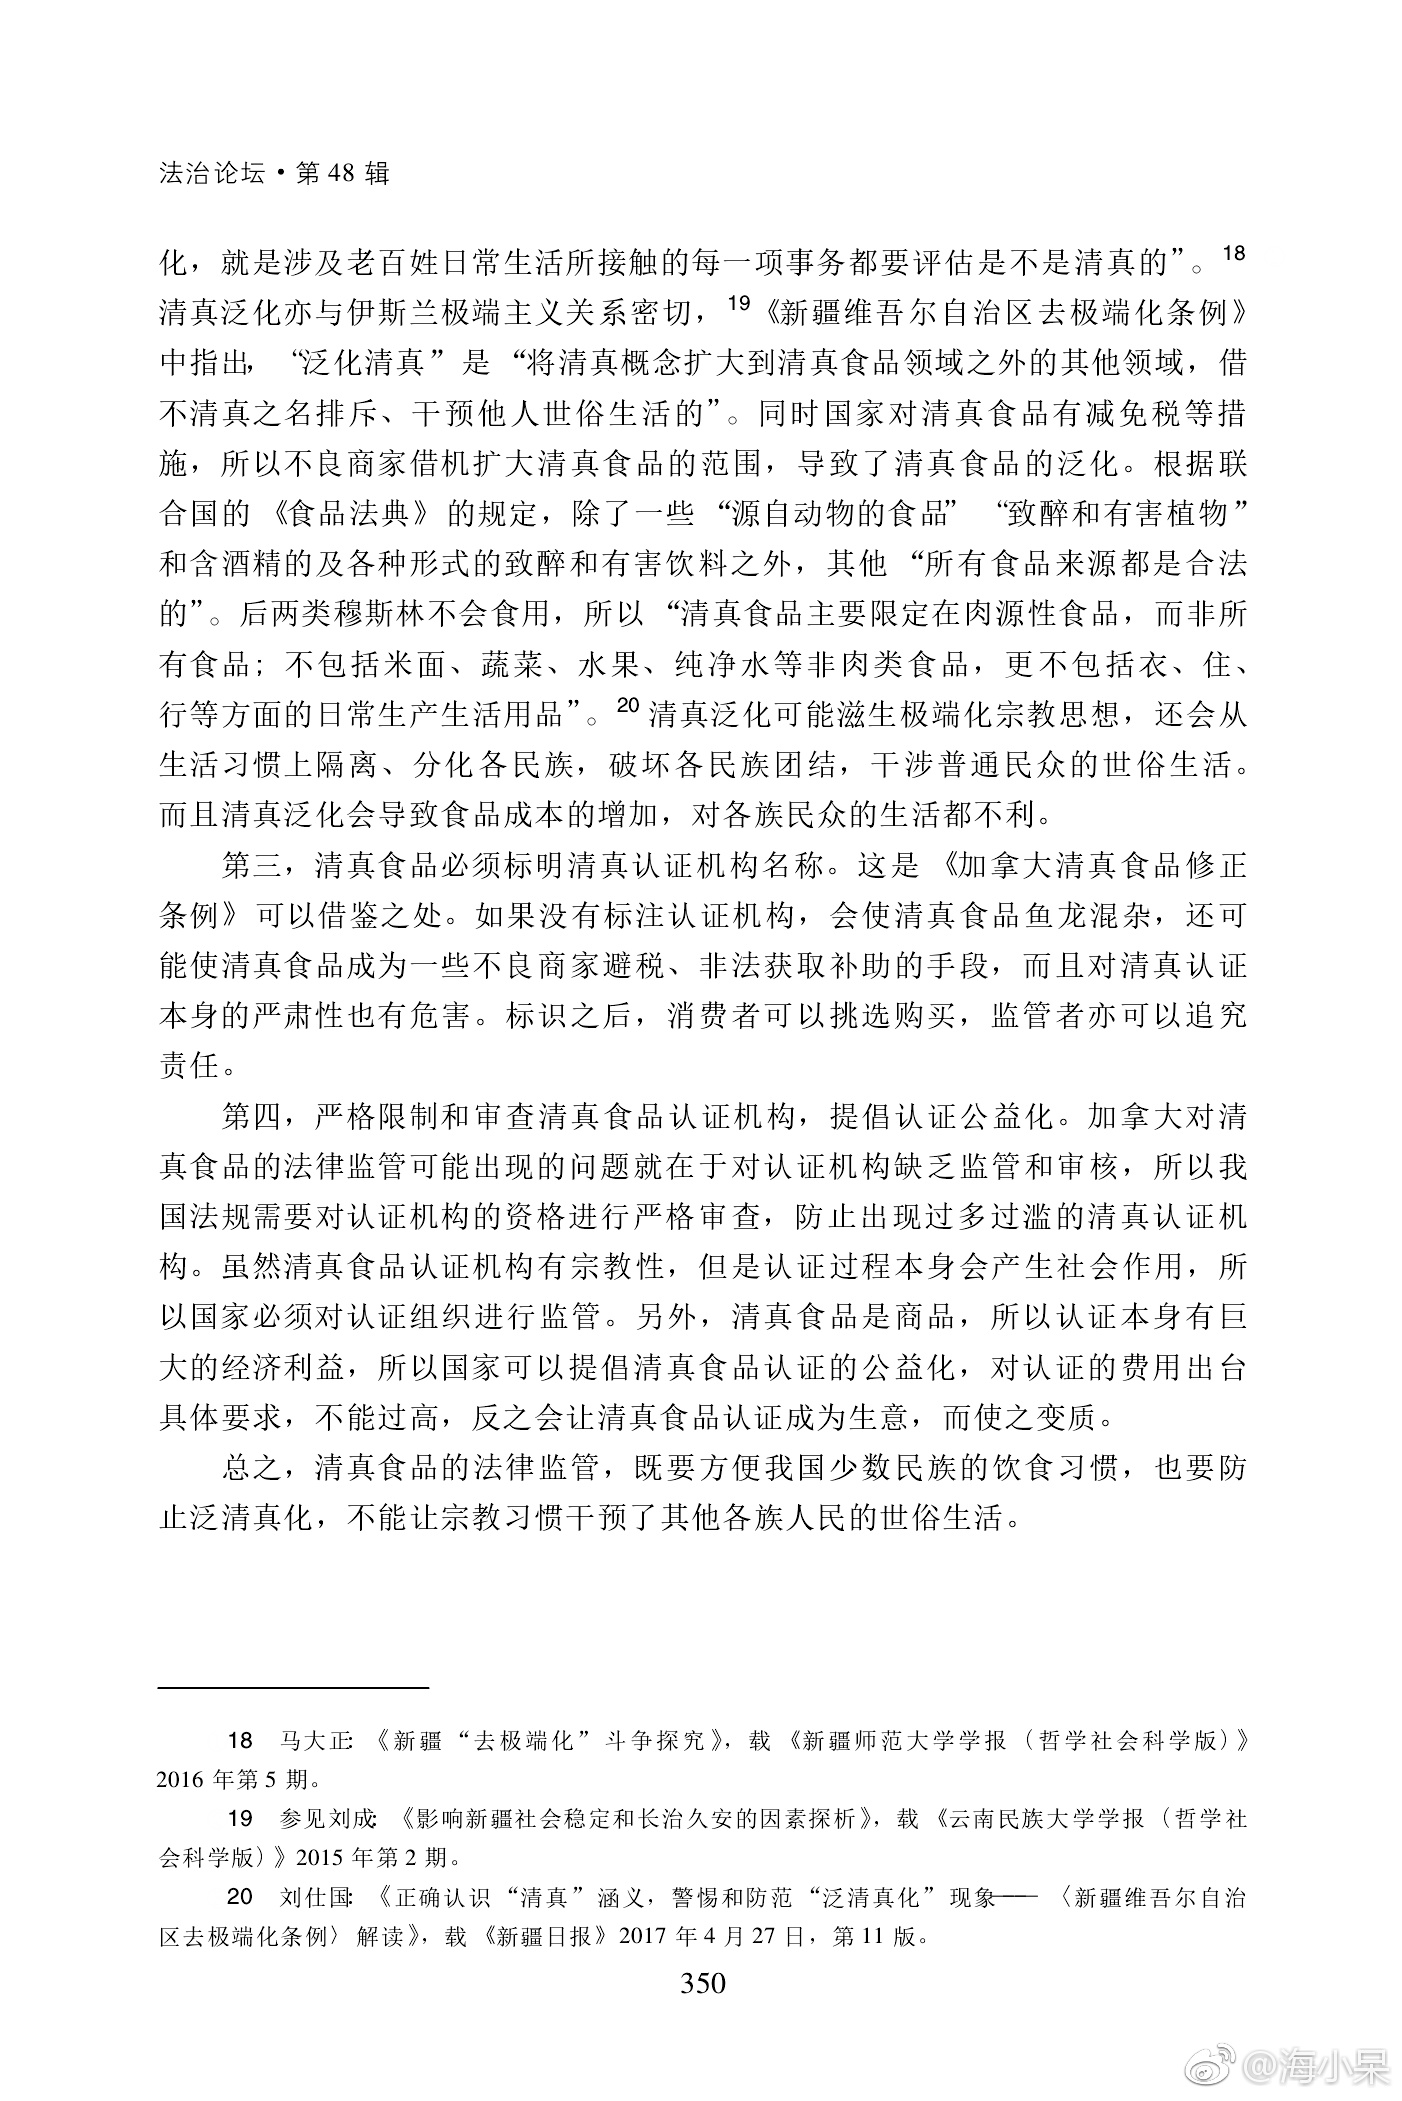 法治论坛·第 48 辑
化，就是涉及老百姓日常生活所接触的每一项事务都要评估是不是清真的”。18
清真泛化亦与伊斯兰极端主义关系密切，19《新疆维吾尔自治区去极端化条例》
中指出，“泛化清真”是“将清真概念扩大到清真食品领域之外的其他领域，借
不清真之名排斥、干预他人世俗生活的”。同时国家对清真食品有减免税等措
施，所以不良商家借机扩大清真食品的范围，导致了清真食品的泛化。根据联
合国的《食品法典》的规定，除了一些“源自动物的食品”“致醉和有害植物”
和含酒精的及各种形式的致醉和有害饮料之外，其他“所有食品来源都是合法
的”。后两类穆斯林不会食用，所以“清真食品主要限定在肉源性食品，而非所
有食品；不包括米面、蔬菜、水果、纯净水等非肉类食品，更不包括衣、住、
行等方面的日常生产生活用品”。20 清真泛化可能滋生极端化宗教思想，还会从
生活习惯上隔离、分化各民族，破坏各民族团结，干涉普通民众的世俗生活。
而且清真泛化会导致食品成本的增加，对各族民众的生活都不利。
第三，清真食品必须标明清真认证机构名称。这是《加拿大清真食品修正
条例》可以借鉴之处。如果没有标注认证机构，会使清真食品鱼龙混杂，还可
能使清真食品成为一些不良商家避税、非法获取补助的手段，而且对清真认证
本身的严肃性也有危害。标识之后，消费者可以挑选购买，监管者亦可以追究
责任。
第四，严格限制和审查清真食品认证机构，提倡认证公益化。加拿大对清
真食品的法律监管可能出现的问题就在于对认证机构缺乏监管和审核，所以我
国法规需要对认证机构的资格进行严格审查，防止出现过多过滥的清真认证机
构。虽然清真食品认证机构有宗教性，但是认证过程本身会产生社会作用，所
以国家必须对认证组织进行监管。另外，清真食品是商品，所以认证本身有巨
大的经济利益，所以国家可以提倡清真食品认证的公益化，对认证的费用出台
具体要求，不能过高，反之会让清真食品认证成为生意，而使之变质。
总之，清真食品的法律监管，既要方便我国少数民族的饮食习惯，也要防
止泛清真化，不能让宗教习惯干预了其他各族人民的世俗生活。
18 马大正：《新疆“去极端化”斗争探究》，载《新疆师范大学学报（哲学社会科学版）》
2016 年第 5 期。
19 参见刘成：《影响新疆社会稳定和长治久安的因素探析》，载《云南民族大学学报（哲学社
会科学版）》2015 年第 2 期。
20 刘仕国：《正确认识“清真”涵义，警惕和防范“泛清真化”现象——〈新疆维吾尔自治
区去极端化条例〉解读》，载《新疆日报》2017 年 4 月 27 日，第 11 版。
350
@海小呆